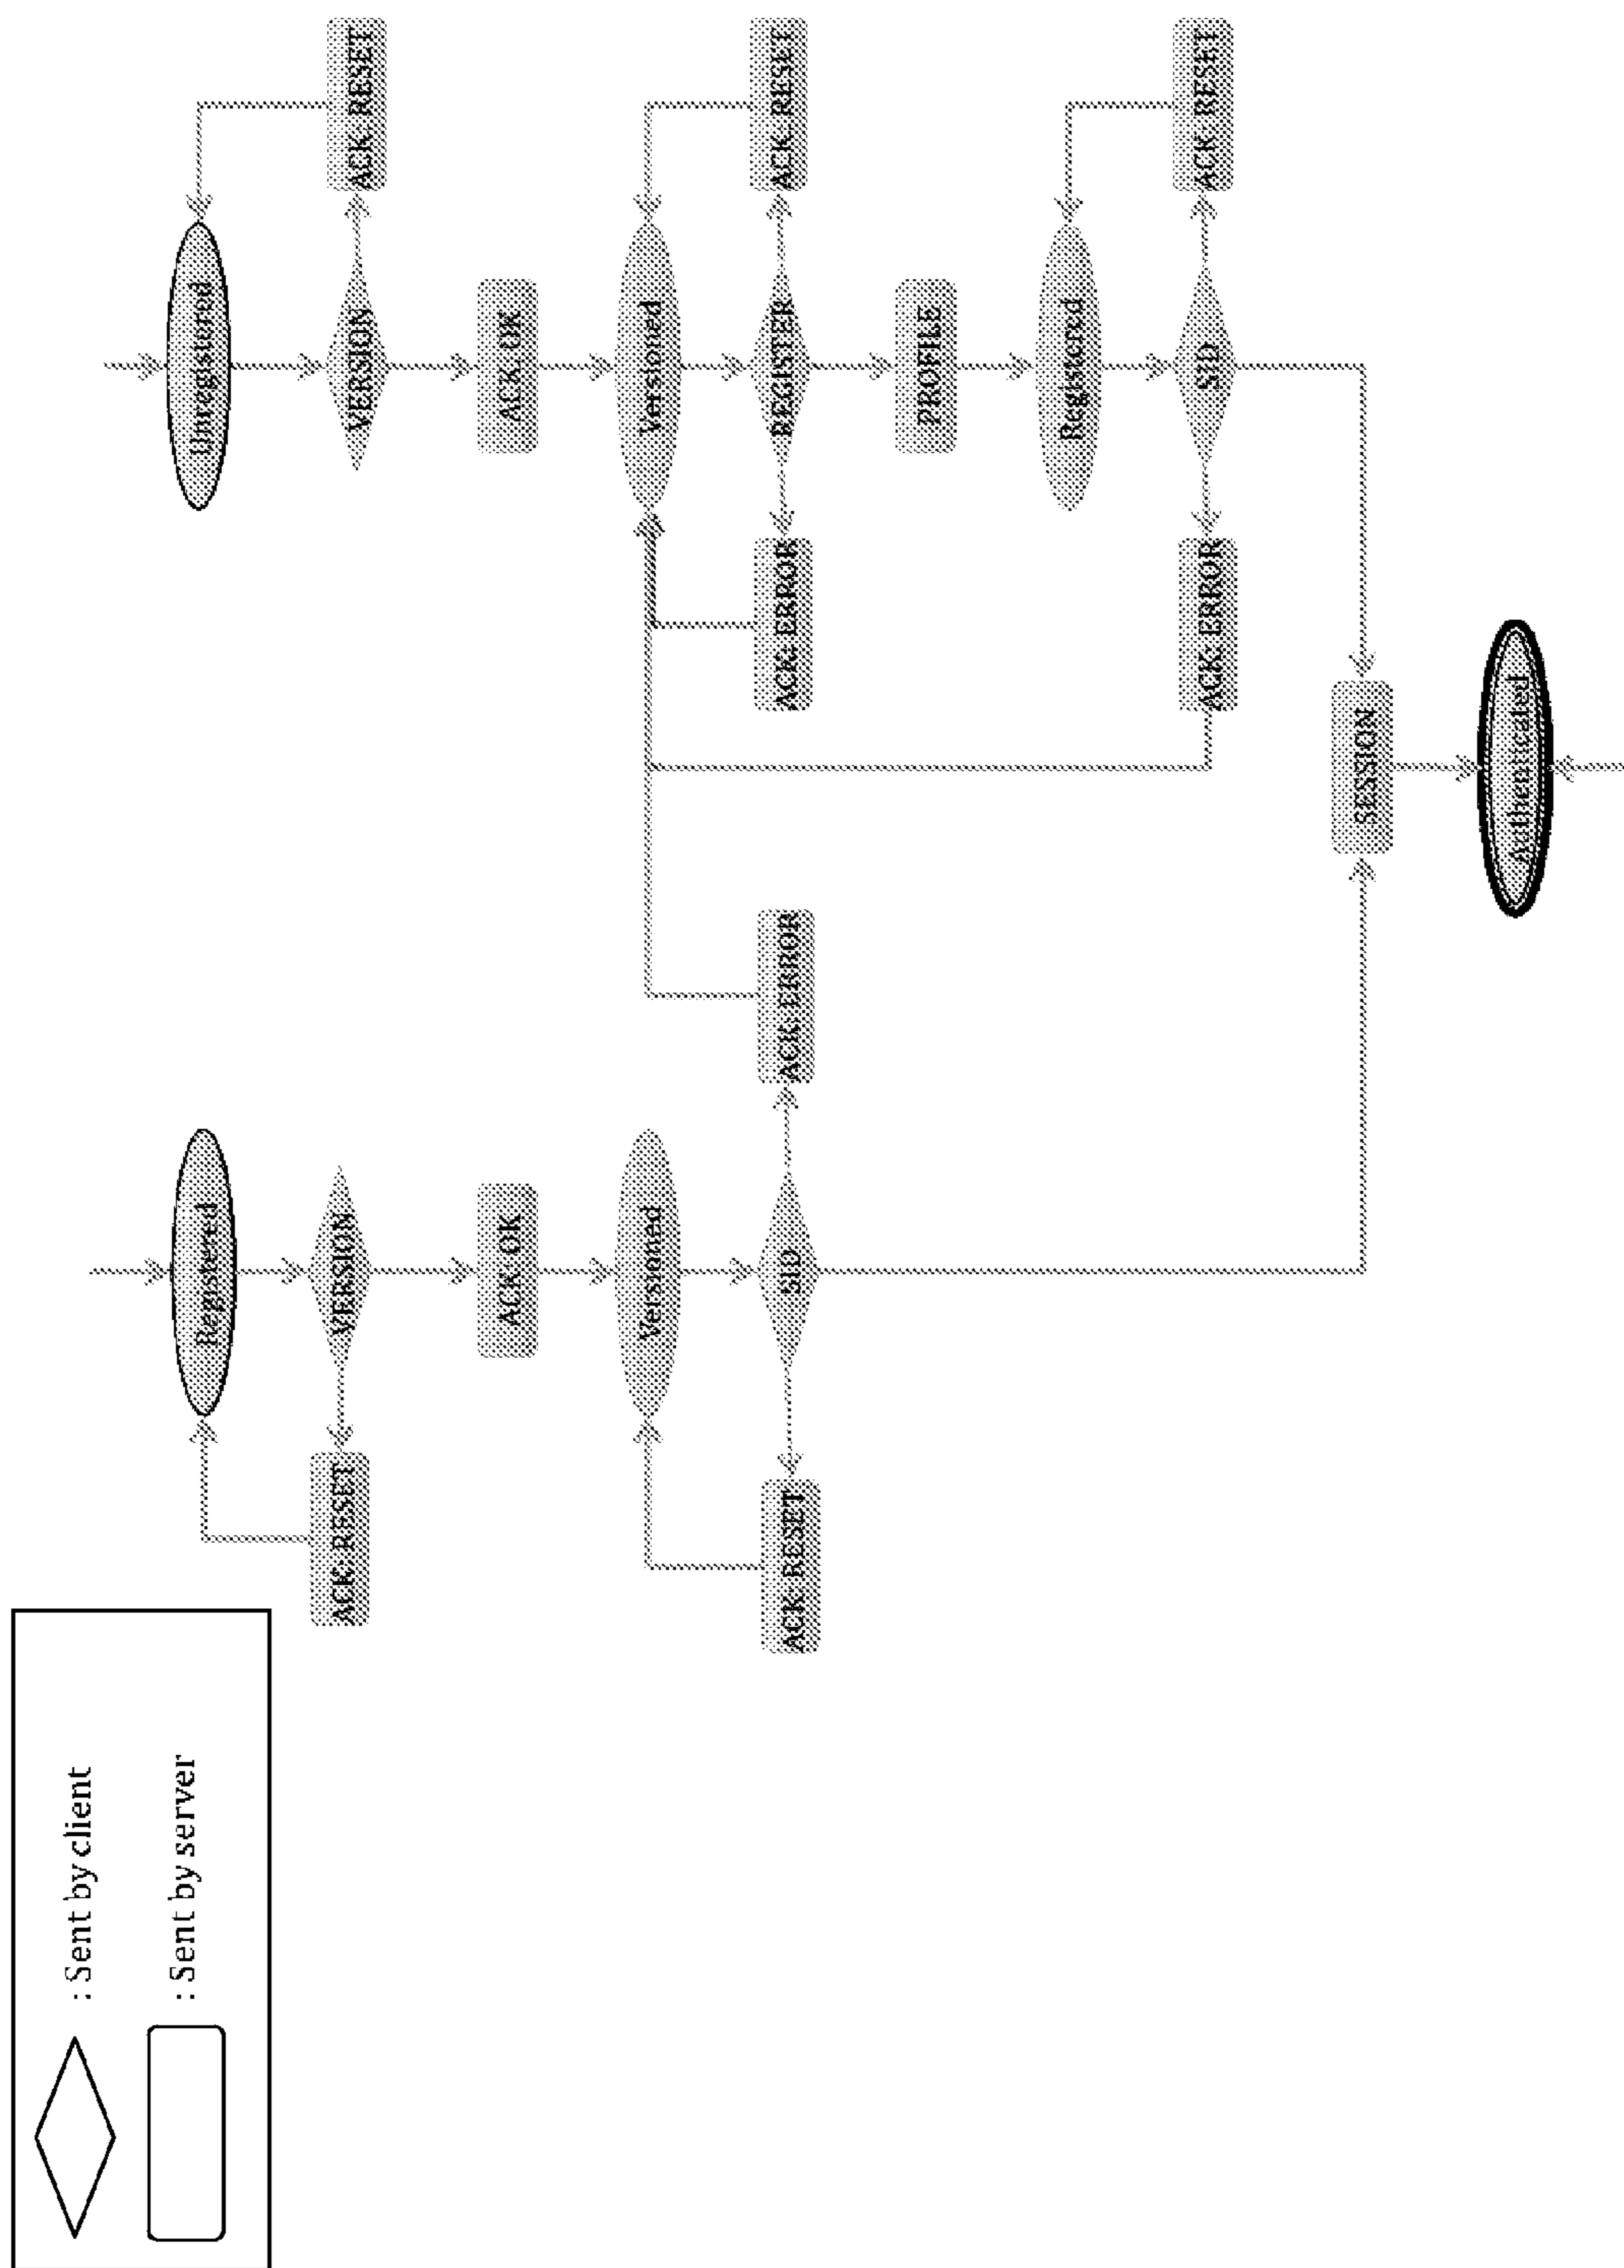 : Sent by client
: Sent by server
Registered
Unregistered
ACK: RESET
VERSION
VERSION
ACK: RESET
ACK: OK
ACK: OK
Versioned
Versioned
ACK: RESET
SID
ACK: ERROR
ACK: ERROR
REGISTER
ACK: RESET
PROFILE
Registered
ACK: ERROR
SID
ACK: RESET
SESSION
Authenticated